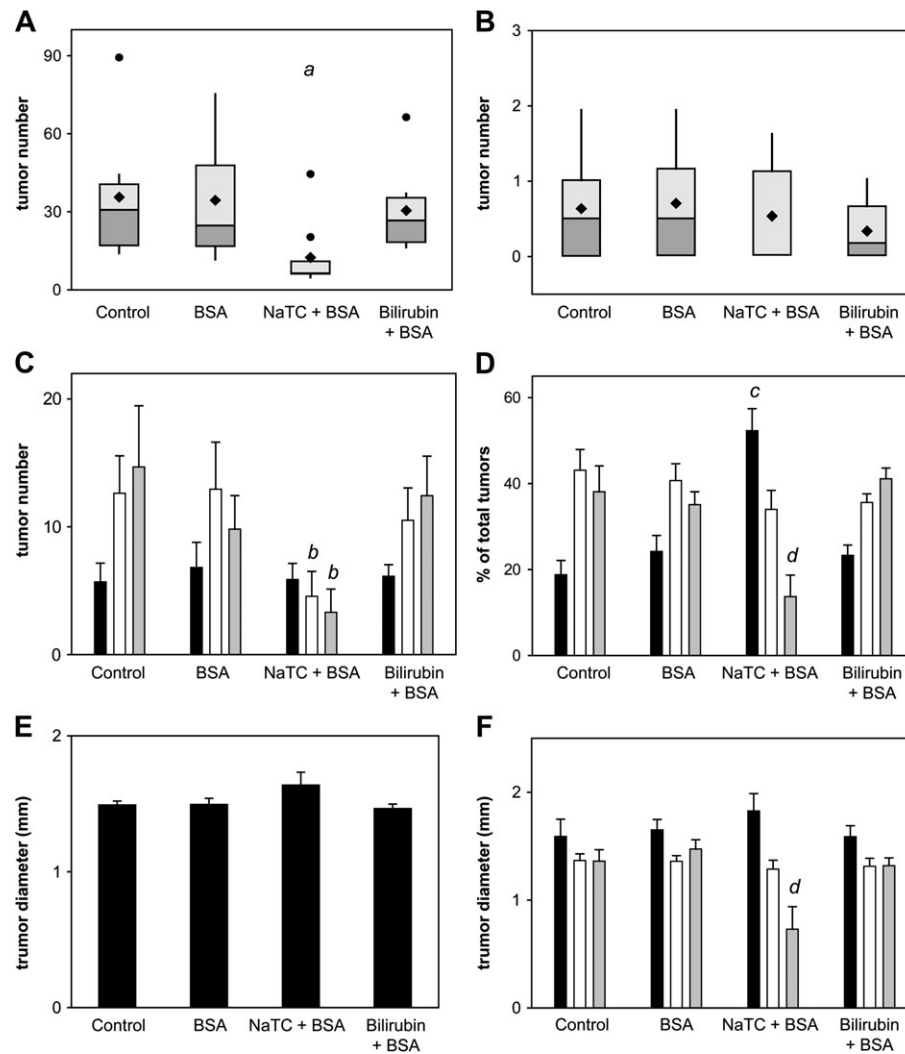 A
tumor number
90
60
30
0
a
Control BSA NaTC + BSA Bilirubin
+ BSA
B
tumor number
3
2
1
0
Control BSA NaTC + BSA Bilirubin
+ BSA
C
tumor number
20
10
0
b b
Control BSA NaTC + BSA Bilirubin
+ BSA
D
% of total tumors
60
40
20
0
c
d
Control BSA NaTC + BSA Bilirubin
+ BSA
E
trumor diameter (mm)
2
1
0
Control BSA NaTC + BSA Bilirubin
+ BSA
F
trumor diameter (mm)
2
1
0
d
Control BSA NaTC + BSA Bilirubin
+ BSA